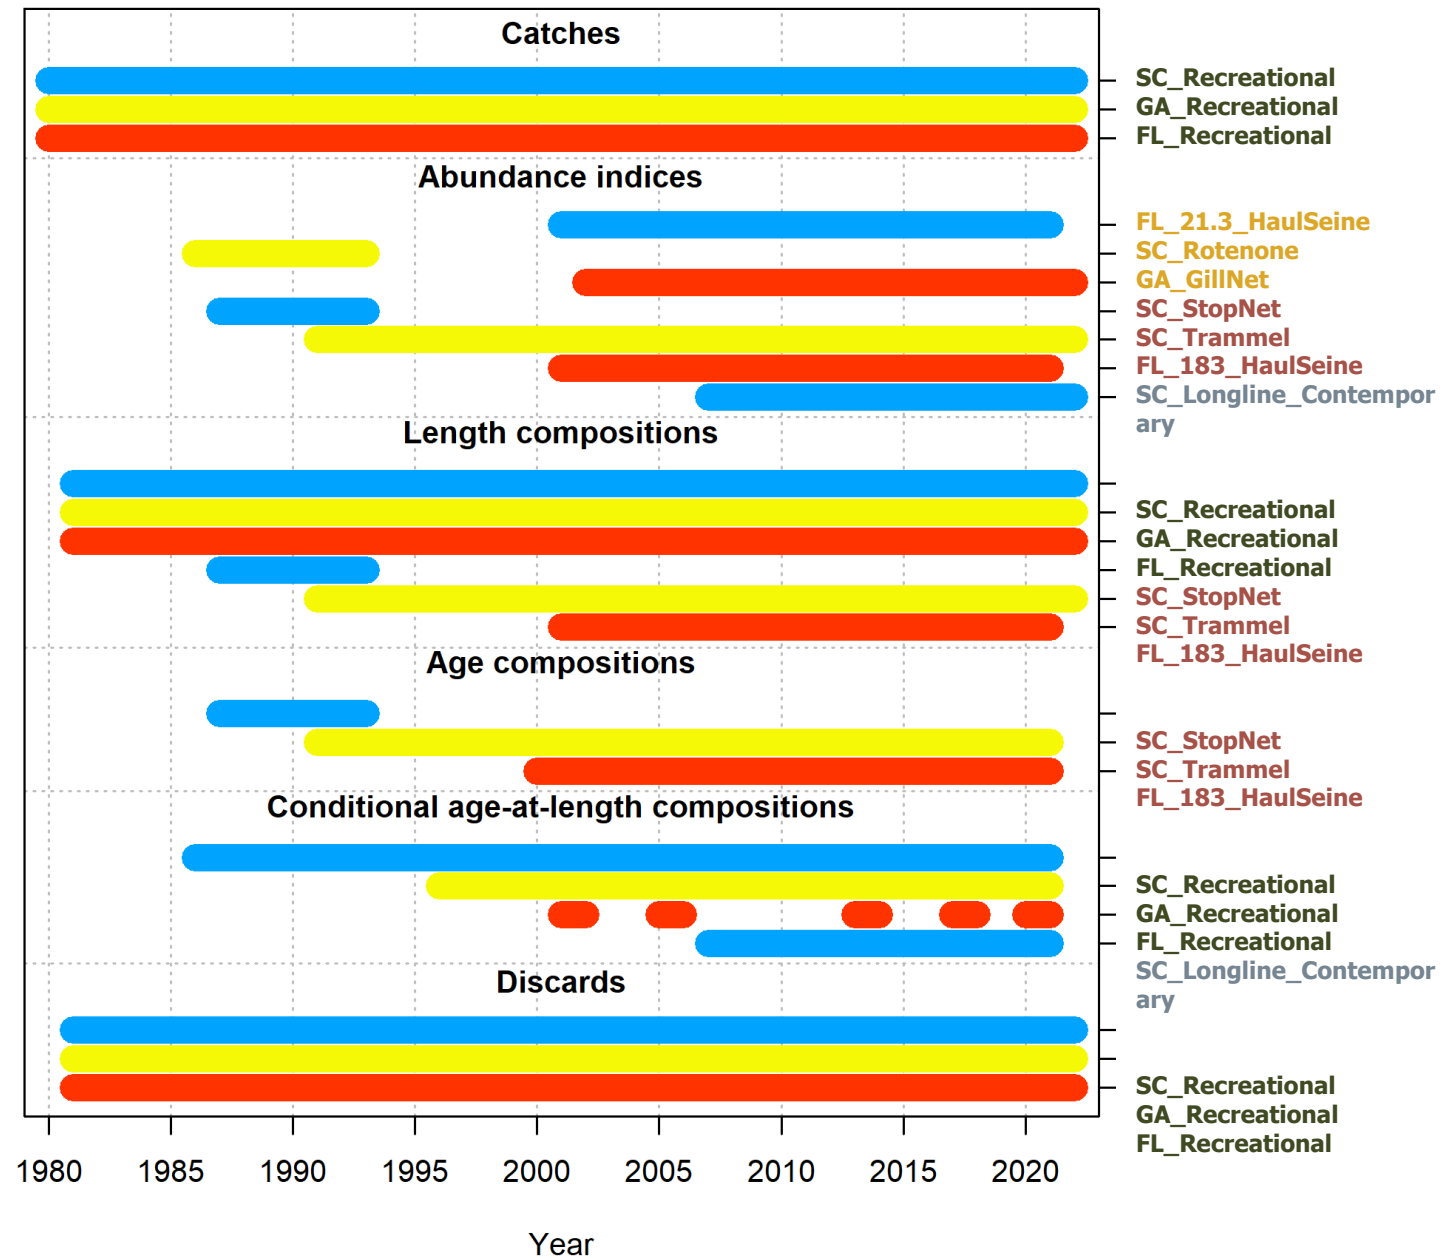 Catches
SC_Recreational
GA_Recreational
FL_Recreational
Abundance indices
FL_21.3_HaulSeine
SC_Rotenone
GA_GillNet
SC_StopNet
SC_Trammel
FL_183_HaulSeine
SC_Longline_Contempor
ary
Length compositions
SC_Recreational
GA_Recreational
FL_Recreational
SC_StopNet
SC_Trammel
FL_183_HaulSeine
Age compositions
SC_StopNet
SC_Trammel
FL_183_HaulSeine
Conditional age-at-length compositions
SC_Recreational
GA_Recreational
FL_Recreational
SC_Longline_Contempor
ary
Discards
SC_Recreational
GA_Recreational
FL_Recreational
1980 1985 1990 1995 2000 2005 2010 2015 2020
Year